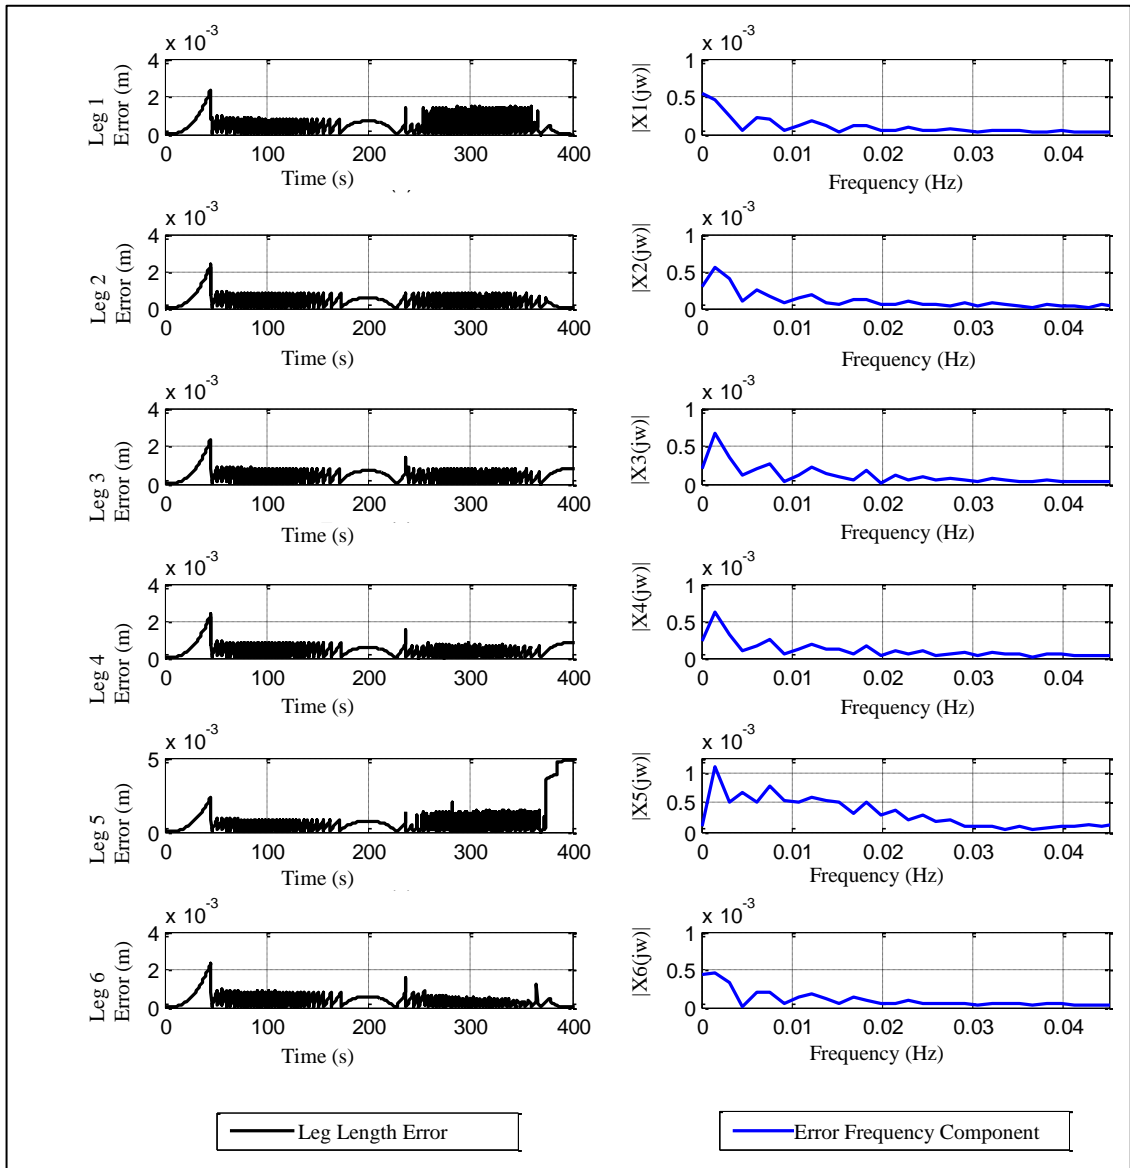 x 10^-3
4
2
0
Leg 1
Error (m)
0 100 200 300 400
Time (s)
x 10^-3
1
0.5
0
|X1(jw)|
0 0.01 0.02 0.03 0.04
Frequency (Hz)
x 10^-3
4
2
0
Leg 2
Error (m)
0 100 200 300 400
Time (s)
x 10^-3
1
0.5
0
|X2(jw)|
0 0.01 0.02 0.03 0.04
Frequency (Hz)
x 10^-3
4
2
0
Leg 3
Error (m)
0 100 200 300 400
Time (s)
x 10^-3
1
0.5
0
|X3(jw)|
0 0.01 0.02 0.03 0.04
Frequency (Hz)
x 10^-3
4
2
0
Leg 4
Error (m)
0 100 200 300 400
Time (s)
x 10^-3
1
0.5
0
|X4(jw)|
0 0.01 0.02 0.03 0.04
Frequency (Hz)
x 10^-3
5
0
Leg 5
Error (m)
0 100 200 300 400
Time (s)
x 10^-3
1
0.5
0
|X5(jw)|
0 0.01 0.02 0.03 0.04
Frequency (Hz)
x 10^-3
4
2
0
Leg 6
Error (m)
0 100 200 300 400
Time (s)
x 10^-3
1
0.5
0
|X6(jw)|
0 0.01 0.02 0.03 0.04
Frequency (Hz)
Leg Length Error
Error Frequency Component